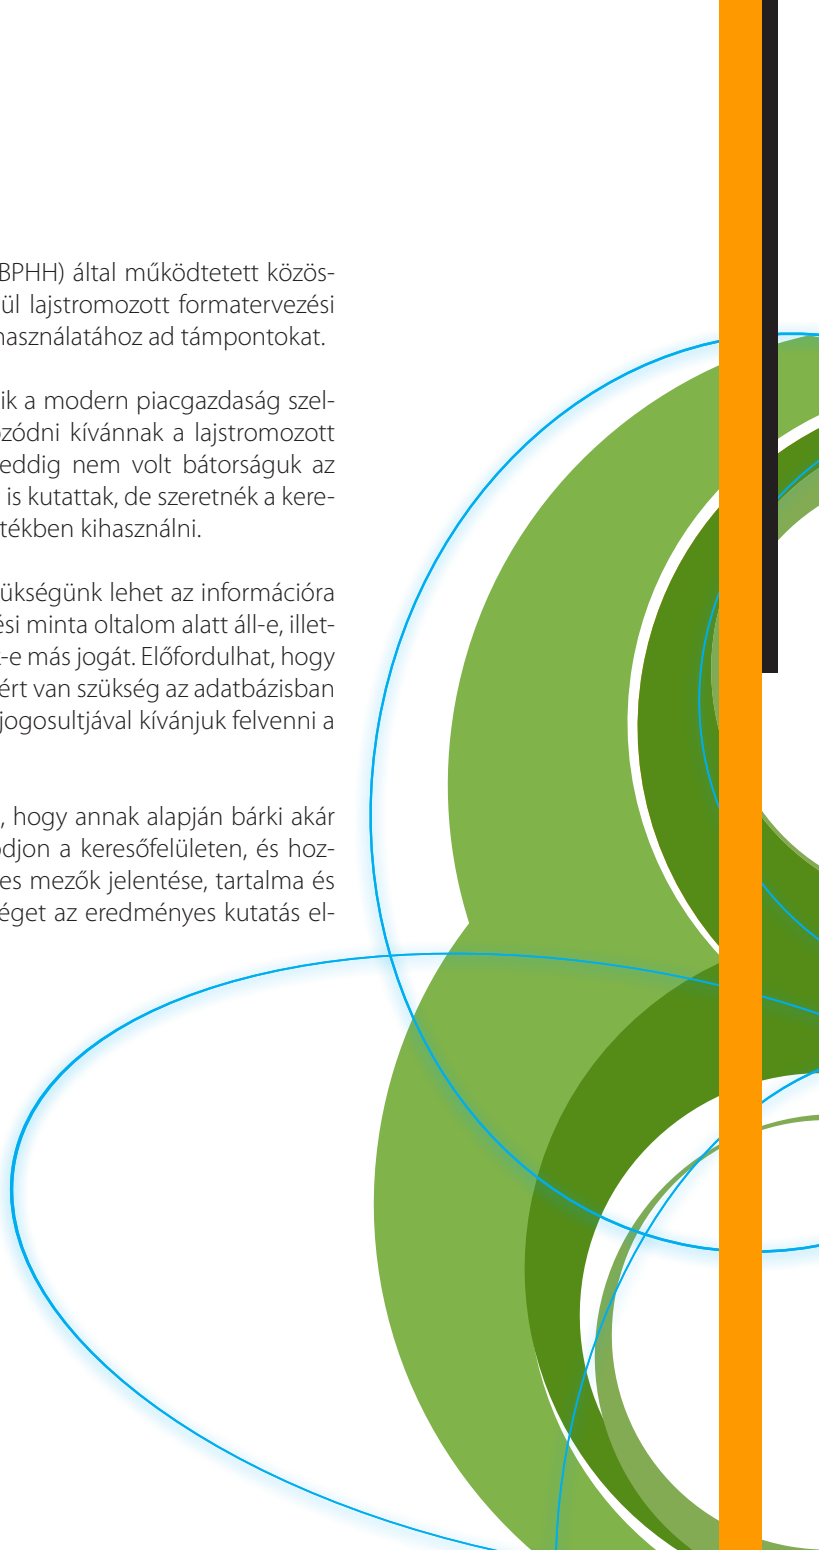 BPHH) által működtetett közös-
ül lajstromozott formatervezési
használatához ad támpontokat.
ik a modern piacgazdaság szel-
zódni kívánnak a lajstromozott
eddig nem volt bátorságuk az
is kutattak, de szeretnék a kere-
tékben kihasználni.
ükségünk lehet az információra
si minta oltalom alatt áll-e, illet-
-e más jogát. Előfordulhat, hogy
ért van szükség az adatbázisban
jogosultjával kívánjuk felvenni a
, hogy annak alapján bárki akár
djon a keresőfelületen, és hoz-
es mezők jelentése, tartalma és
éget az eredményes kutatás el-